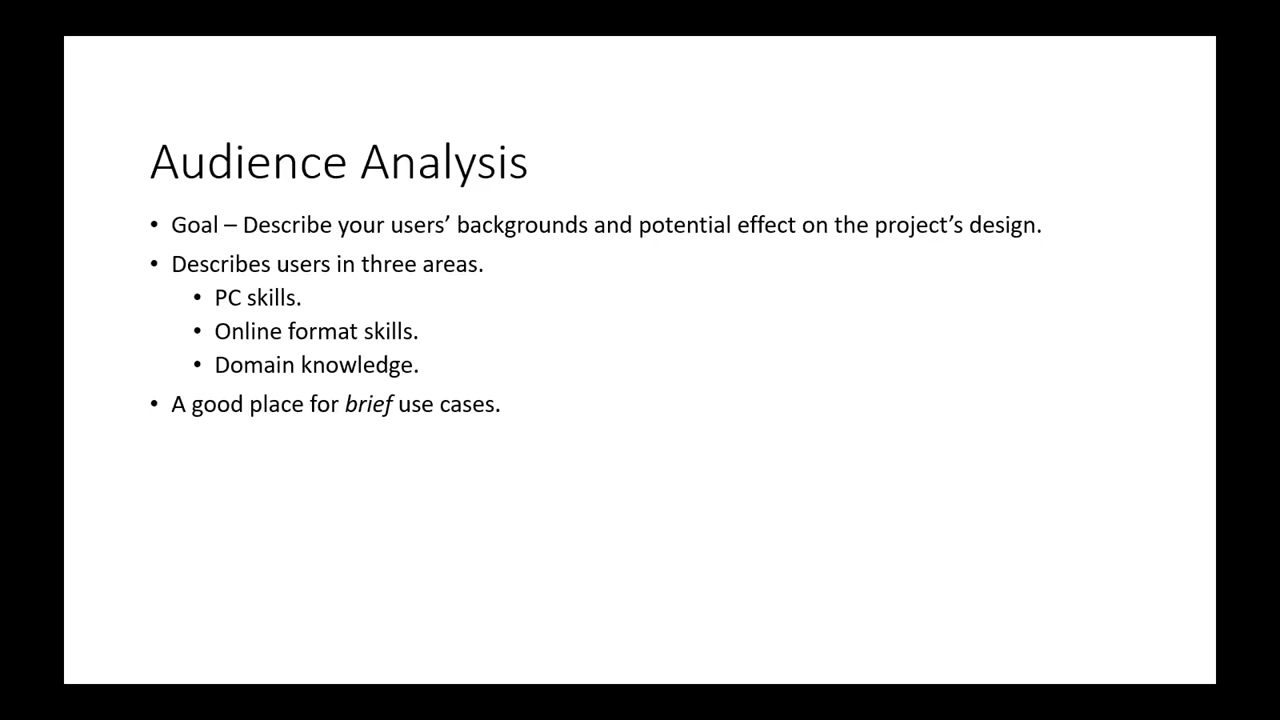 Audience Analysis
• Goal – Describe your users’ backgrounds and potential effect on the project’s design.
• Describes users in three areas.
• PC skills.
• Online format skills.
• Domain knowledge.
• A good place for brief use cases.